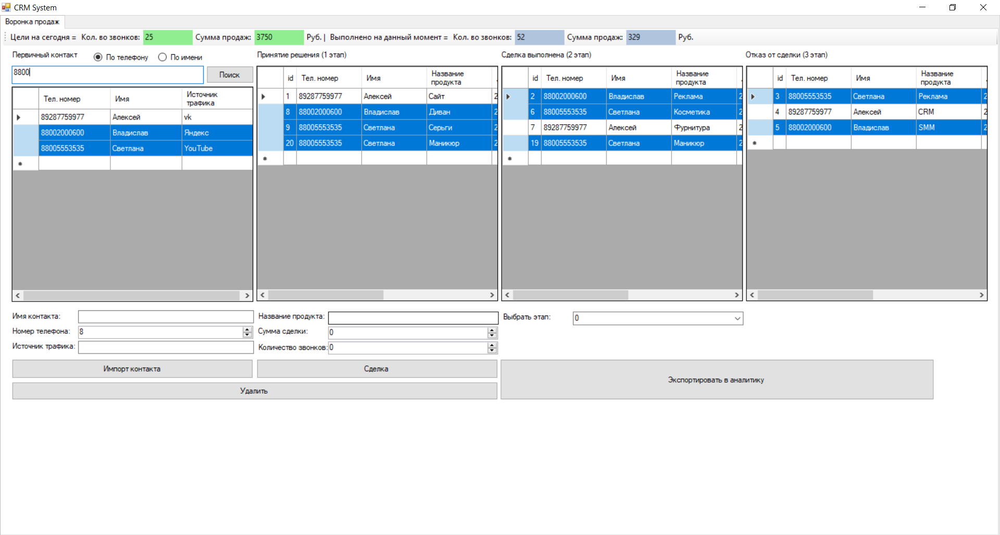 CRM System
Воронка продаж
Цели на сегодня = Кол. во звонков: 25 Сумма продаж: 3750 Руб. | Выполнено на данный момент = Кол. во звонков: 52 Сумма продаж: 329 Руб.
Первичный контакт По телефону По имени
8800 Поиск
Тел. номер Имя Источник трафика
89287759977 Алексей vk
88002000600 Владислав Яндекс
88005553535 Светлана YouTube
Принятие решения (1 этап)
id Тел. номер Имя Название продукта
1 89287759977 Алексей Сайт 2
8 88002000600 Владислав Диван 2
9 88005553535 Светлана Серьги 2
20 88005553535 Светлана Маникюр 2
Сделка выполнена (2 этап)
id Тел. номер Имя Название продукта
2 88002000600 Владислав Реклама 2
6 88005553535 Светлана Косметика 2
7 89287759977 Алексей Фурнитура 2
19 88005553535 Светлана Маникюр 2
Отказ от сделки (3 этап)
id Тел. номер Имя Название продукта
3 88005553535 Светлана Реклама 2
4 89287759977 Алексей CRM 2
5 88002000600 Владислав SMM 2
Имя контакта:
Номер телефона: 8
Источник трафика:
Название продукта:
Сумма сделки: 0
Количество звонков: 0
Выбрать этап: 0
Импорт контакта
Сделка
Удалить
Экспортировать в аналитику